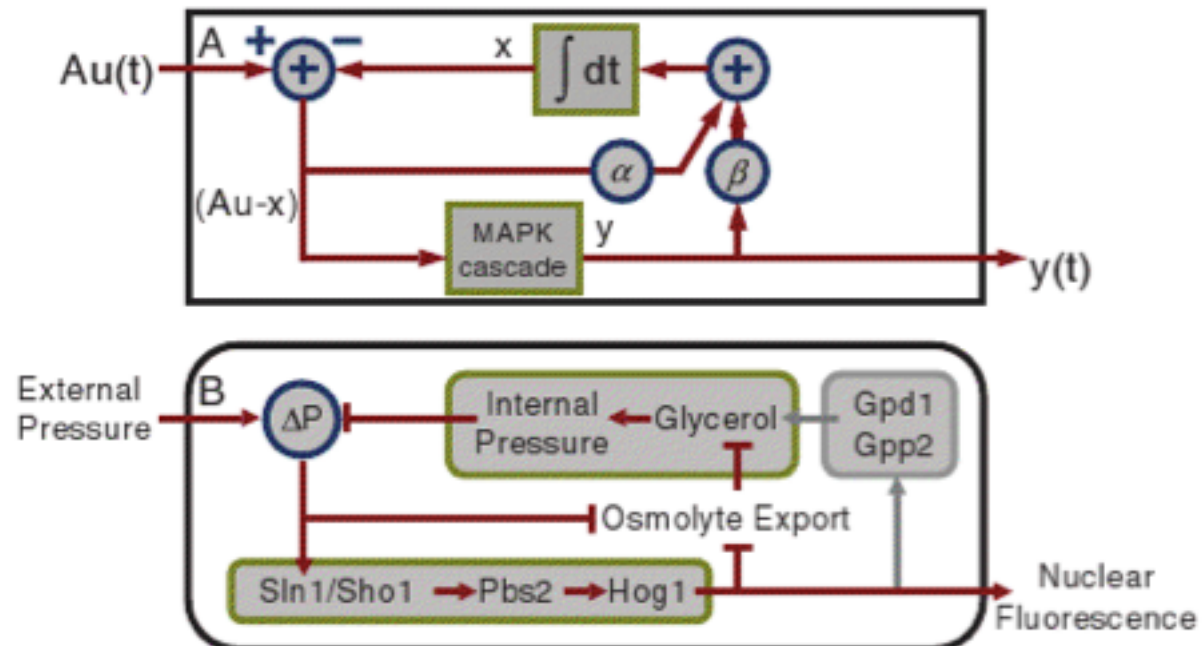 A
+ −
Au(t)
+
x
∫ dt
+
α
β
(Au-x)
MAPK
cascade
y
y(t)
B
External
Pressure
ΔP
Internal
Pressure
Glycerol
Gpd1
Gpp2
Osmolyte Export
Sln1/Sho1
Pbs2
Hog1
Nuclear
Fluorescence